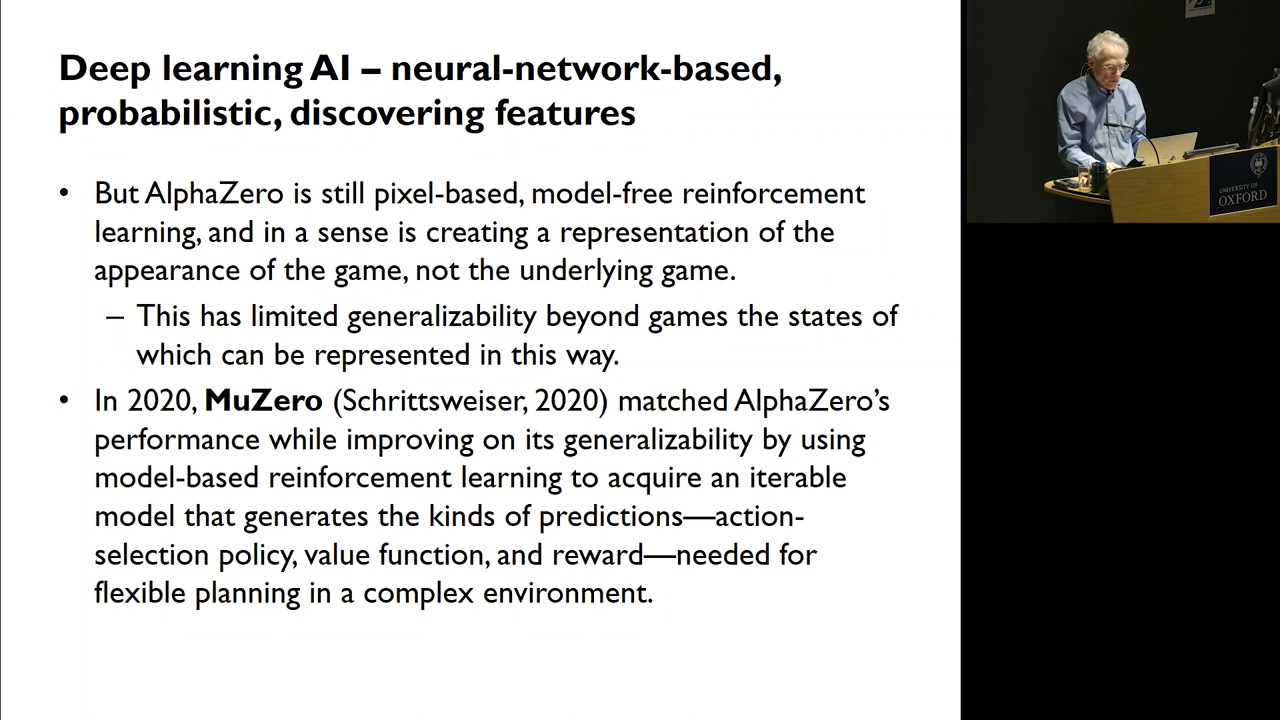 Deep learning AI – neural-network-based,
probabilistic, discovering features
• But AlphaZero is still pixel-based, model-free reinforcement
learning, and in a sense is creating a representation of the
appearance of the game, not the underlying game.
– This has limited generalizability beyond games the states of
which can be represented in this way.
• In 2020, MuZero (Schrittsweiser, 2020) matched AlphaZero's
performance while improving on its generalizability by using
model-based reinforcement learning to acquire an iterable
model that generates the kinds of predictions—action-
selection policy, value function, and reward—needed for
flexible planning in a complex environment.
UNIVERSITY OF
OXFORD